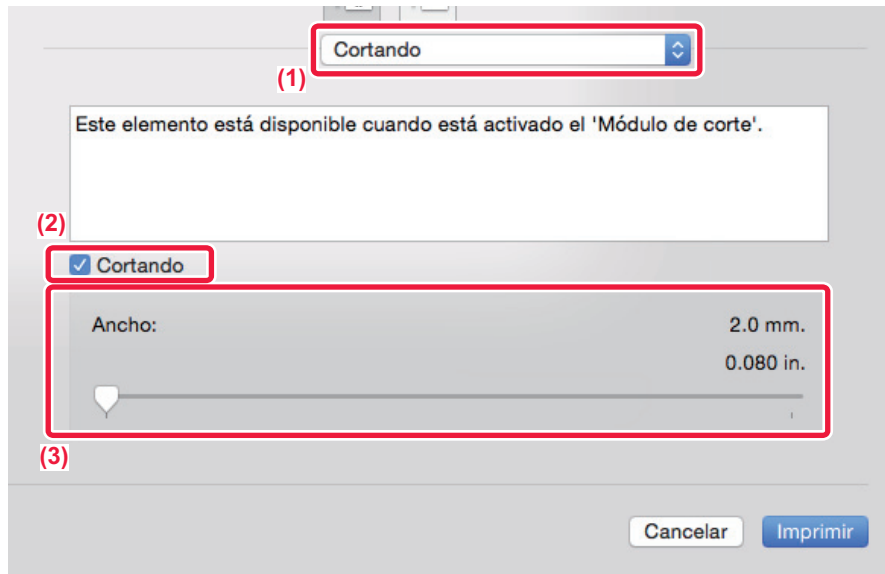 Cortando
(1)
Este elemento está disponible cuando está activado el 'Módulo de corte'.
(2)
Cortando
Ancho: 2.0 mm.
0.080 in.
(3)
Cancelar Imprimir